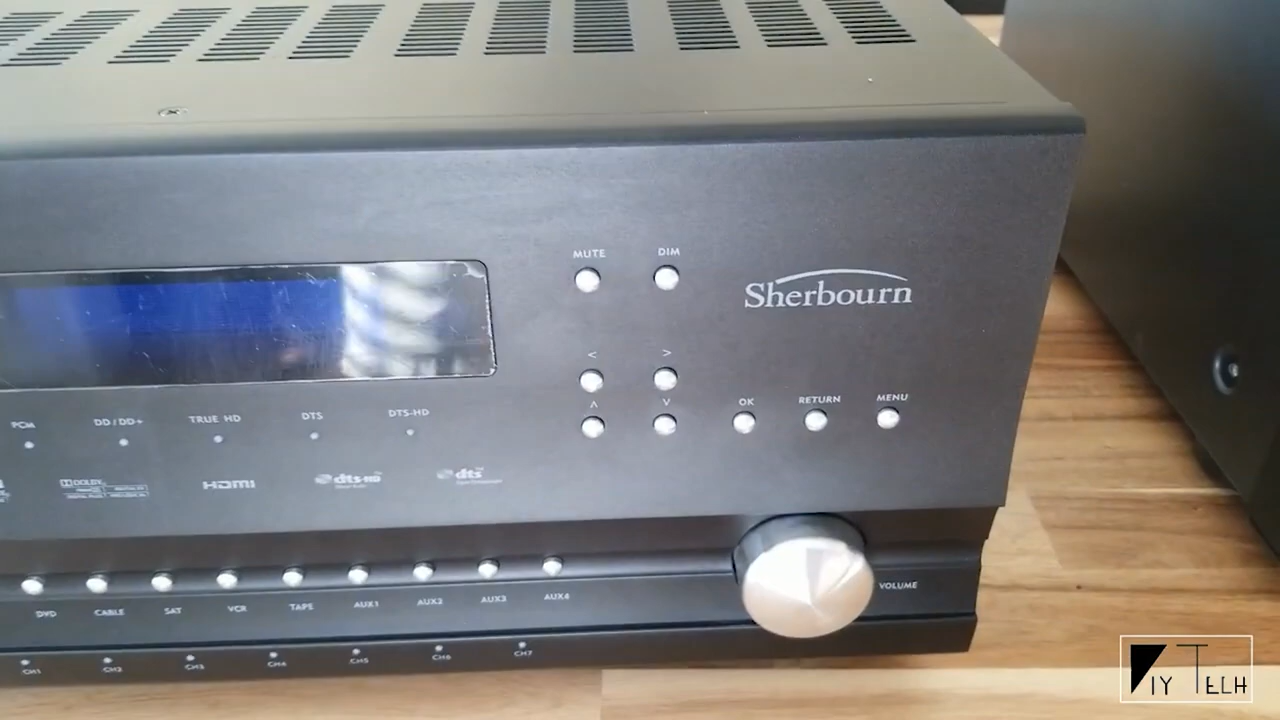 MUTE DIM
Sherbourn
< >
˄ ˅
OK RETURN MENU
PCM DD / DD+ TRUE HD DTS DTS-HD
DOLBY HDMI dts-HD dts
VOLUME
DVD CABLE SAT VCR TAPE AUX1 AUX2 AUX3 AUX4
CH1 CH2 CH3 CH4 CH5 CH6 CH7
DIY TECH